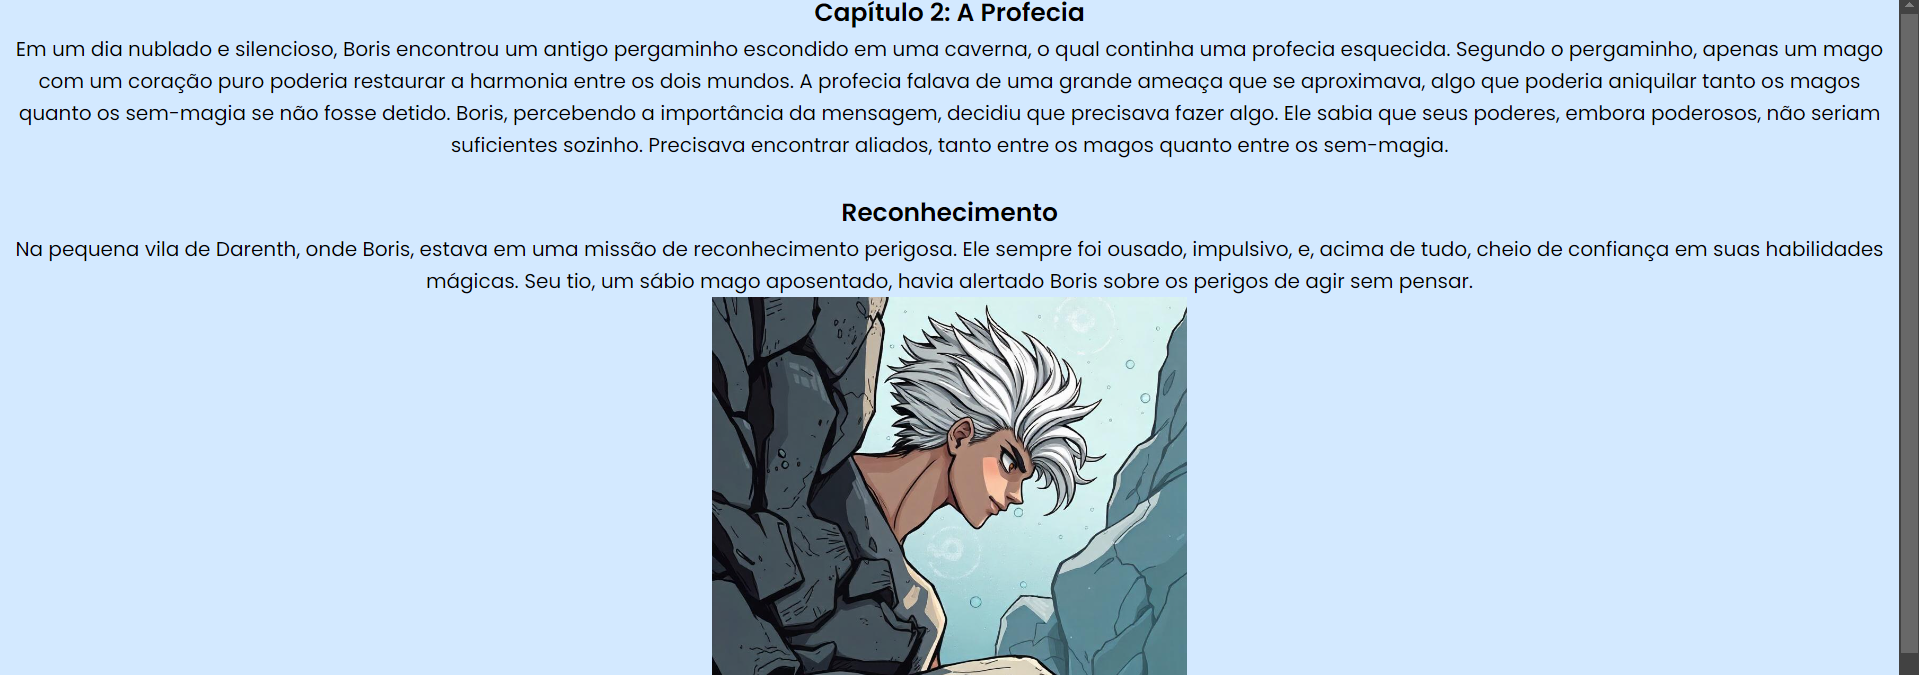 Capítulo 2: A Profecia
Em um dia nublado e silencioso, Boris encontrou um antigo pergaminho escondido em uma caverna, o qual continha uma profecia esquecida. Segundo o pergaminho, apenas um mago
com um coração puro poderia restaurar a harmonia entre os dois mundos. A profecia falava de uma grande ameaça que se aproximava, algo que poderia aniquilar tanto os magos
quanto os sem-magia se não fosse detido. Boris, percebendo a importância da mensagem, decidiu que precisava fazer algo. Ele sabia que seus poderes, embora poderosos, não seriam
suficientes sozinho. Precisava encontrar aliados, tanto entre os magos quanto entre os sem-magia.
Reconhecimento
Na pequena vila de Darenth, onde Boris, estava em uma missão de reconhecimento perigosa. Ele sempre foi ousado, impulsivo, e, acima de tudo, cheio de confiança em suas habilidades
mágicas. Seu tio, um sábio mago aposentado, havia alertado Boris sobre os perigos de agir sem pensar.